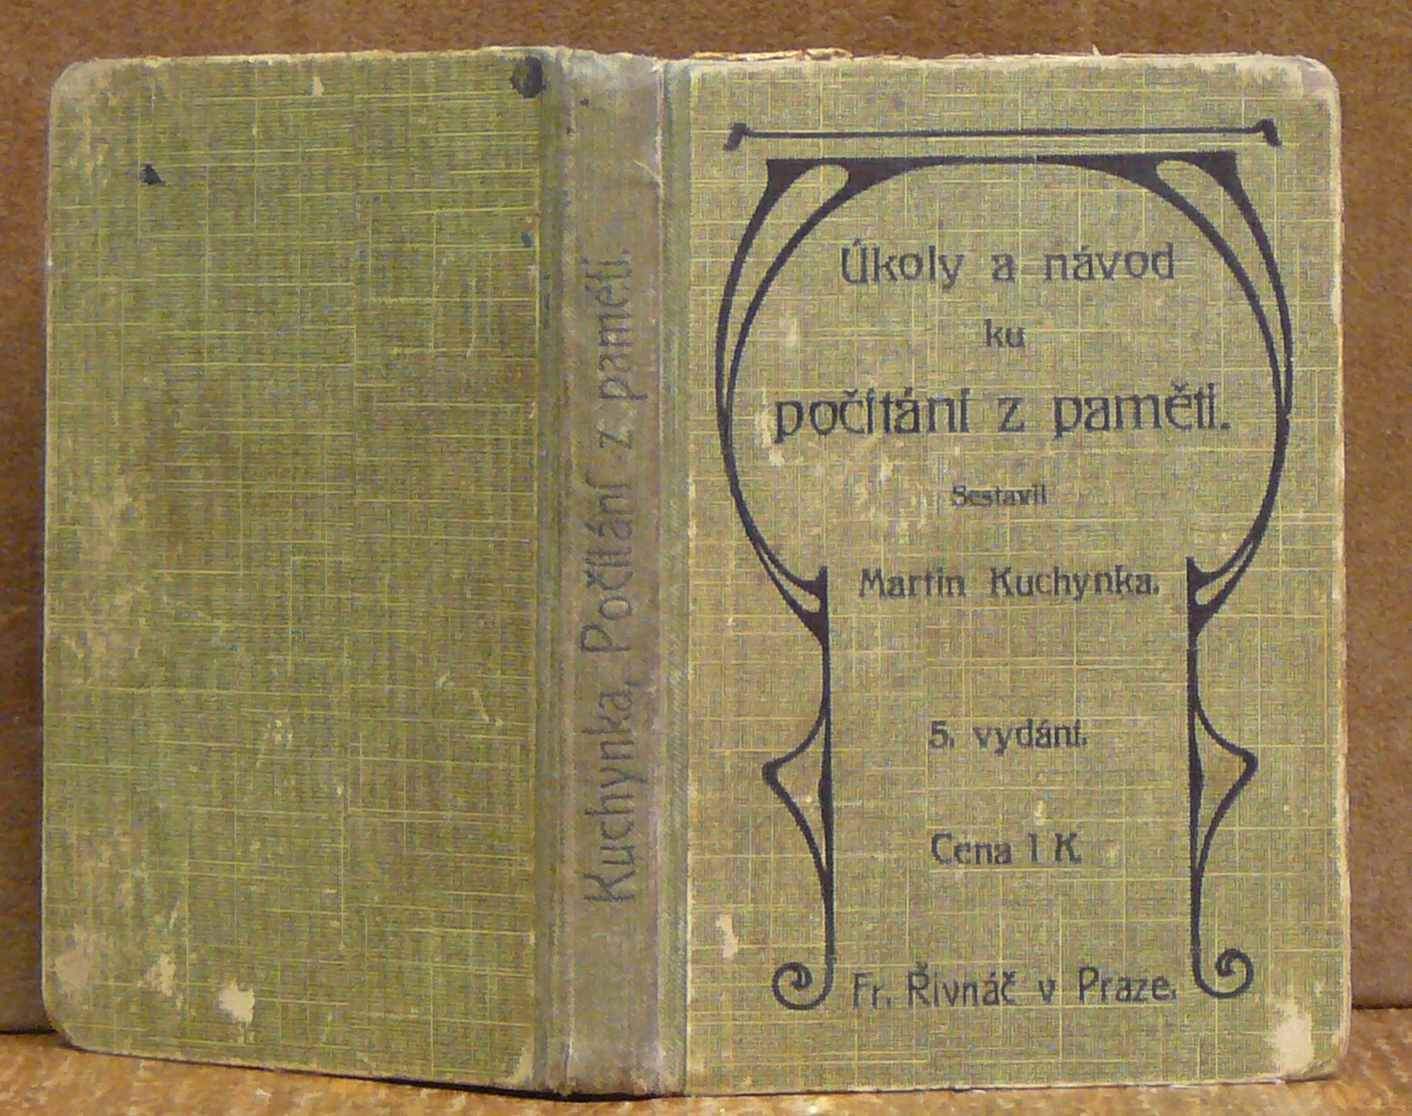 Kuchynka, Počítání z paměti.
Úkoly a návod
ku
počítání z paměti.
Sestavil
Martin Kuchynka.
5. vydání.
Cena 1 K
Fr. Řivnáč v Praze.